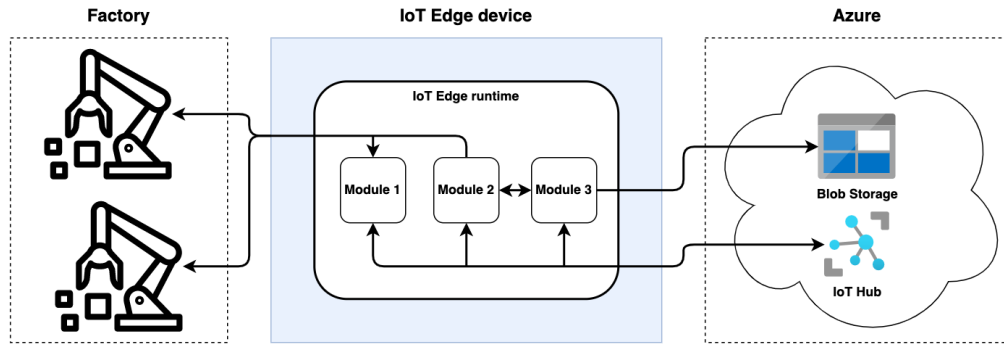 Factory
IoT Edge device
Azure
IoT Edge runtime
Module 1
Module 2
Module 3
Blob Storage
IoT Hub